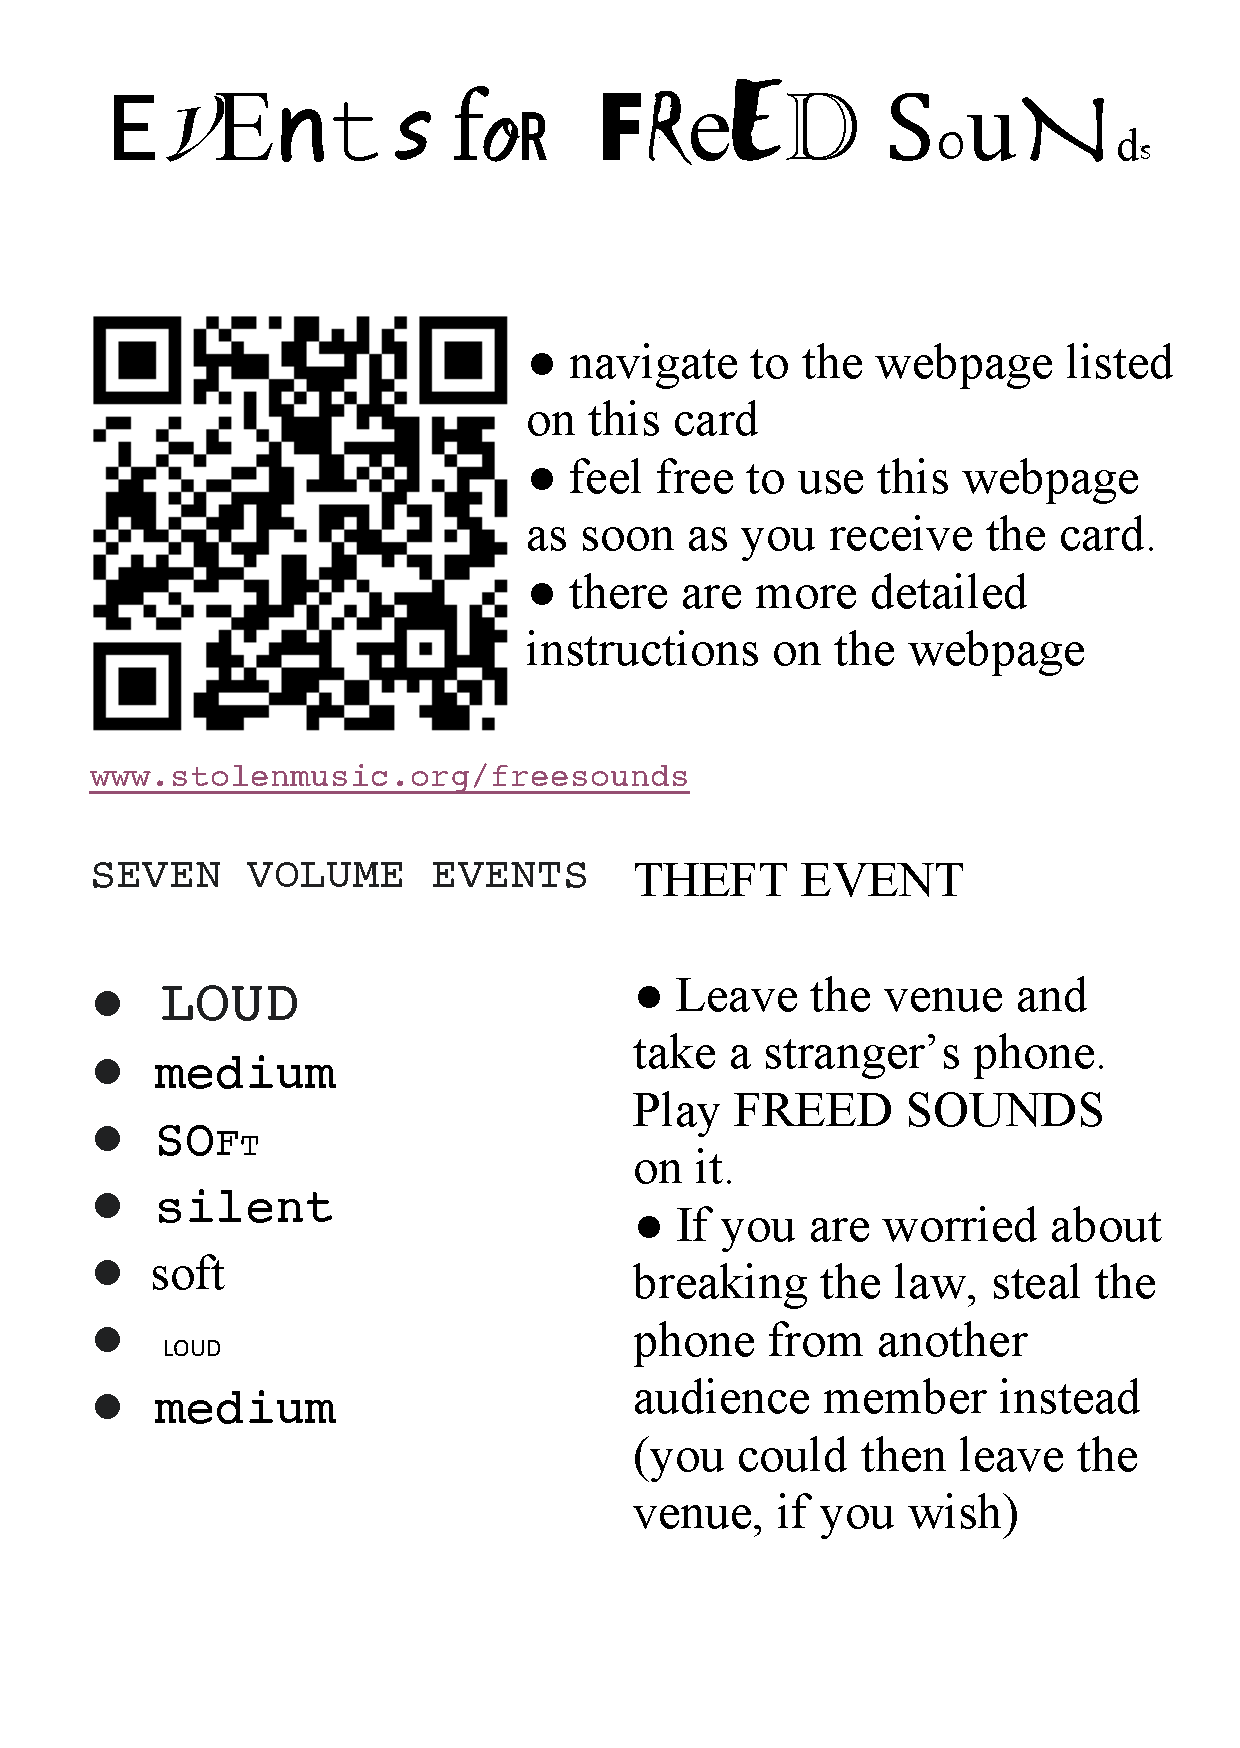 EVEnts foR FReED SouNds
● navigate to the webpage listed
on this card
● feel free to use this webpage
as soon as you receive the card.
● there are more detailed
instructions on the webpage
www.stolenmusic.org/freesounds
SEVEN VOLUME EVENTS
● LOUD
● medium
● SOFT
● silent
● soft
● LOUD
● medium
THEFT EVENT
● Leave the venue and
take a stranger’s phone.
Play FREED SOUNDS
on it.
● If you are worried about
breaking the law, steal the
phone from another
audience member instead
(you could then leave the
venue, if you wish)